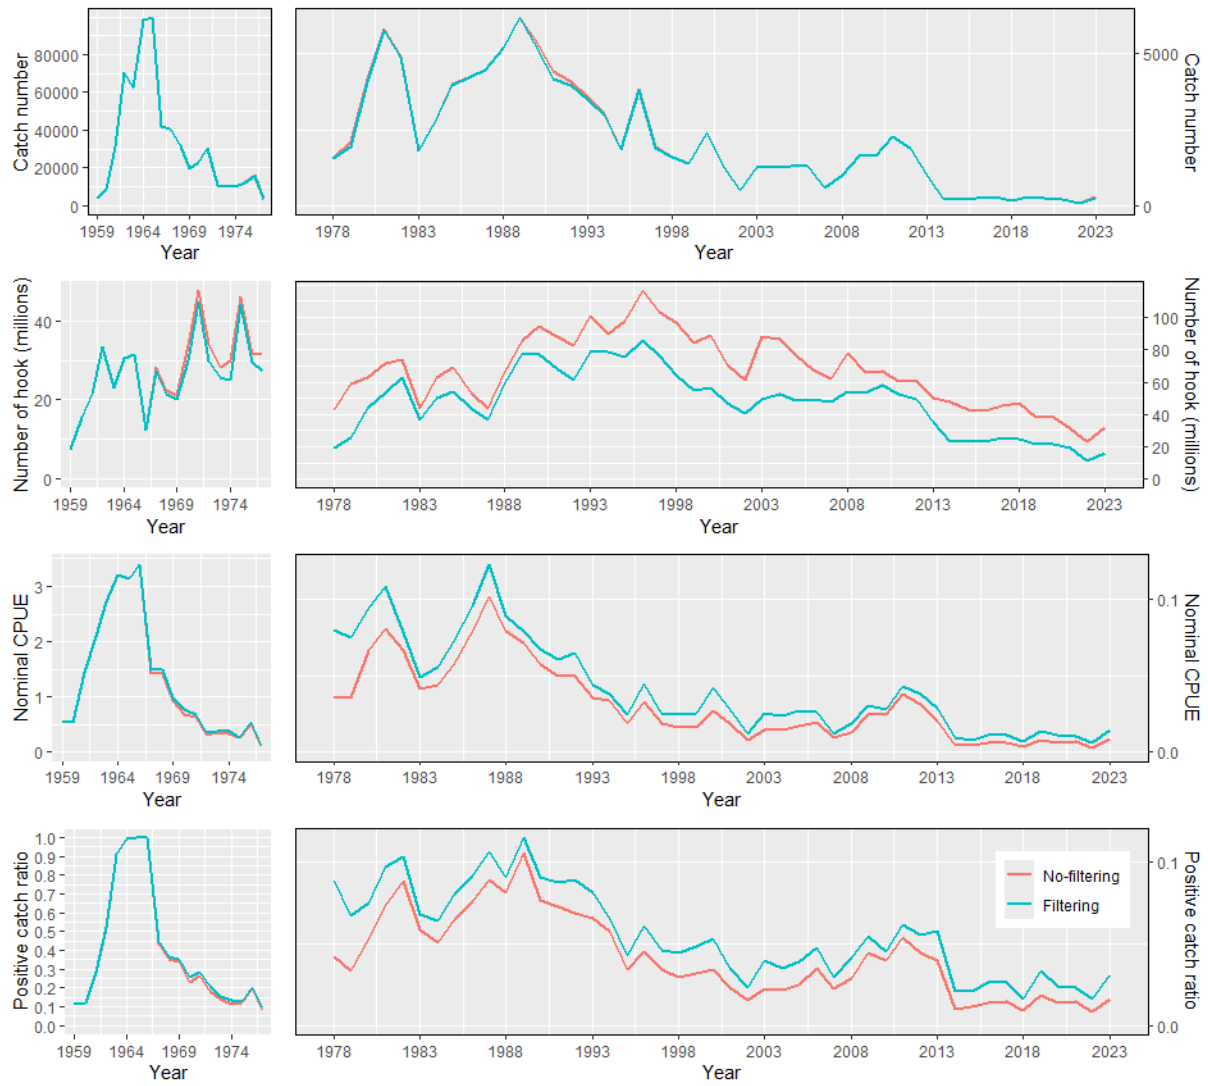 Catch number
80000
60000
40000
20000
0
1959 1964 1969 1974
Year
5000
0
Catch number
1978 1983 1988 1993 1998 2003 2008 2013 2018 2023
Year
Number of hook (millions)
40
20
0
1959 1964 1969 1974
Year
100
80
60
40
20
0
Number of hook (millions)
1978 1983 1988 1993 1998 2003 2008 2013 2018 2023
Year
Nominal CPUE
3
2
1
0
1959 1964 1969 1974
Year
0.1
0.0
Nominal CPUE
1978 1983 1988 1993 1998 2003 2008 2013 2018 2023
Year
Positive catch ratio
1.0
0.9
0.8
0.7
0.6
0.5
0.4
0.3
0.2
0.1
0.0
1959 1964 1969 1974
Year
No-filtering
Filtering
0.1
0.0
Positive catch ratio
1978 1983 1988 1993 1998 2003 2008 2013 2018 2023
Year